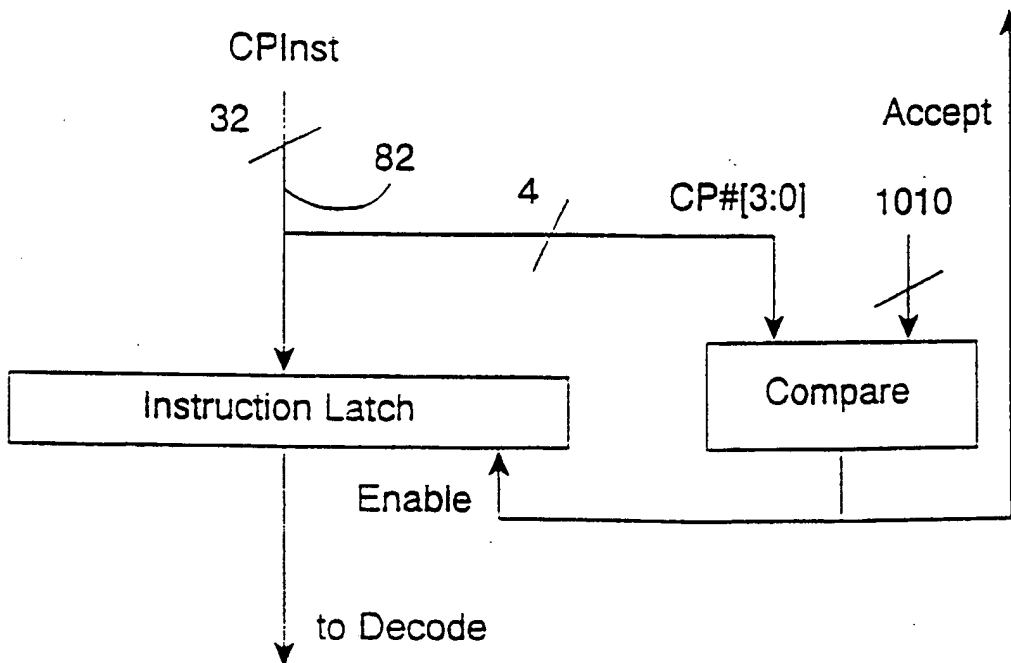 CPInst
32
Accept
82
4
CP#[3:0]
1010
Instruction Latch
Compare
Enable
to Decode